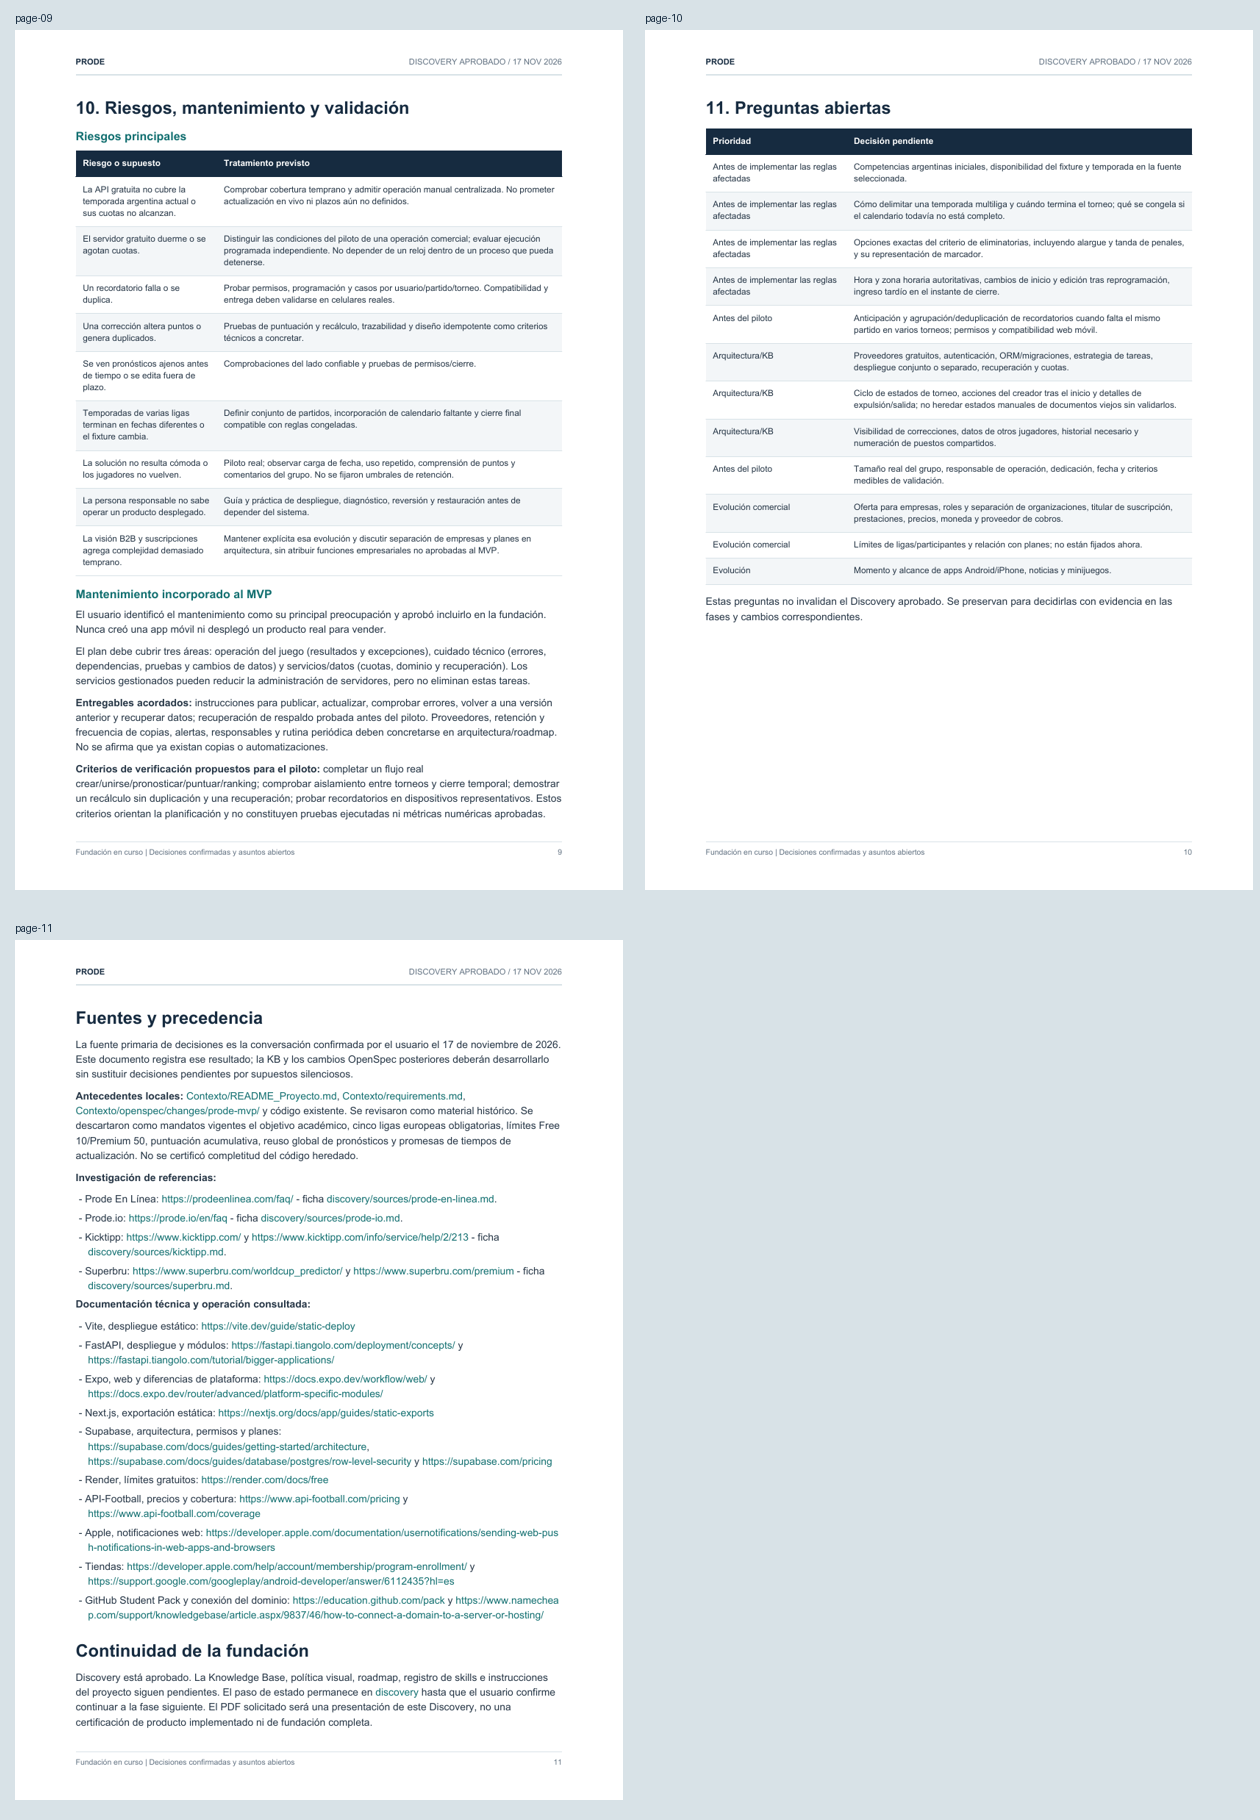 page-09
PRODE
DISCOVERY APROBADO / 17 NOV 2026
10. Riesgos, mantenimiento y validación
Riesgos principales
Riesgo o supuesto
Tratamiento previsto
La API gratuita no cubre la
temporada argentina actual o
sus cuotas no alcanzan.
Comprobar cobertura temprano y admitir operación manual centralizada. No prometer
actualización en vivo ni plazos aún no definidos.
El servidor gratuito duerme o se
agotan cuotas.
Distinguir las condiciones del piloto de una operación comercial; evaluar ejecución
programada independiente. No depender de un reloj dentro de un proceso que pueda
detenerse.
Un recordatorio falla o se
duplica.
Probar permisos, programación y casos por usuario/partido/torneo. Compatibilidad y
entrega deben validarse en celulares reales.
Una corrección altera puntos o
genera duplicados.
Pruebas de puntuación y recálculo, trazabilidad y diseño idempotente como criterios
técnicos a concretar.
Se ven pronósticos ajenos antes
de tiempo o se edita fuera de
plazo.
Comprobaciones del lado confiable y pruebas de permisos/cierre.
Temporadas de varias ligas
terminan en fechas diferentes o
el fixture cambia.
Definir conjunto de partidos, incorporación de calendario faltante y cierre final
compatible con reglas congeladas.
La solución no resulta cómoda o
los jugadores no vuelven.
Piloto real; observar carga de fecha, uso repetido, comprensión de puntos y
comentarios del grupo. No se fijaron umbrales de retención.
La persona responsable no sabe
operar un producto desplegado.
Guía y práctica de despliegue, diagnóstico, reversión y restauración antes de
depender del sistema.
La visión B2B y suscripciones
agrega complejidad demasiado
temprano.
Mantener explícita esa evolución y discutir separación de empresas y planes en
arquitectura, sin atribuir funciones empresariales no aprobadas al MVP.
Mantenimiento incorporado al MVP
El usuario identificó el mantenimiento como su principal preocupación y aprobó incluirlo en la fundación.
Nunca creó una app móvil ni desplegó un producto real para vender.
El plan debe cubrir tres áreas: operación del juego (resultados y excepciones), cuidado técnico (errores,
dependencias, pruebas y cambios de datos) y servicios/datos (cuotas, dominio y recuperación). Los
servicios gestionados pueden reducir la administración de servidores, pero no eliminan estas tareas.
Entregables acordados: instrucciones para publicar, actualizar, comprobar errores, volver a una versión
anterior y recuperar datos; recuperación de respaldo probada antes del piloto. Proveedores, retención y
frecuencia de copias, alertas, responsables y rutina periódica deben concretarse en arquitectura/roadmap.
No se afirma que ya existan copias o automatizaciones.
Criterios de verificación propuestos para el piloto: completar un flujo real
crear/unirse/pronosticar/puntuar/ranking; comprobar aislamiento entre torneos y cierre temporal; demostrar
un recálculo sin duplicación y una recuperación; probar recordatorios en dispositivos representativos. Estos
criterios orientan la planificación y no constituyen pruebas ejecutadas ni métricas numéricas aprobadas.
Fundación en curso | Decisiones confirmadas y asuntos abiertos
9
page-10
PRODE
DISCOVERY APROBADO / 17 NOV 2026
11. Preguntas abiertas
Prioridad
Decisión pendiente
Antes de implementar las reglas
afectadas
Competencias argentinas iniciales, disponibilidad del fixture y temporada en la fuente
seleccionada.
Antes de implementar las reglas
afectadas
Cómo delimitar una temporada multiliga y cuándo termina el torneo; qué se congela si
el calendario todavía no está completo.
Antes de implementar las reglas
afectadas
Opciones exactas del criterio de eliminatorias, incluyendo alargue y tanda de penales,
y su representación de marcador.
Antes de implementar las reglas
afectadas
Hora y zona horaria autoritativas, cambios de inicio y edición tras reprogramación,
ingreso tardío en el instante de cierre.
Antes del piloto
Anticipación y agrupación/deduplicación de recordatorios cuando falta el mismo
partido en varios torneos; permisos y compatibilidad web móvil.
Arquitectura/KB
Proveedores gratuitos, autenticación, ORM/migraciones, estrategia de tareas,
despliegue conjunto o separado, recuperación y cuotas.
Arquitectura/KB
Ciclo de estados de torneo, acciones del creador tras el inicio y detalles de
expulsión/salida; no heredar estados manuales de documentos viejos sin validarlos.
Arquitectura/KB
Visibilidad de correcciones, datos de otros jugadores, historial necesario y
numeración de puestos compartidos.
Antes del piloto
Tamaño real del grupo, responsable de operación, dedicación, fecha y criterios
medibles de validación.
Evolución comercial
Oferta para empresas, roles y separación de organizaciones, titular de suscripción,
prestaciones, precios, moneda y proveedor de cobros.
Evolución comercial
Límites de ligas/participantes y relación con planes; no están fijados ahora.
Evolución
Momento y alcance de apps Android/iPhone, noticias y minijuegos.
Estas preguntas no invalidan el Discovery aprobado. Se preservan para decidirlas con evidencia en las
fases y cambios correspondientes.
Fundación en curso | Decisiones confirmadas y asuntos abiertos
10
page-11
PRODE
DISCOVERY APROBADO / 17 NOV 2026
Fuentes y precedencia
La fuente primaria de decisiones es la conversación confirmada por el usuario el 17 de noviembre de 2026.
Este documento registra ese resultado; la KB y los cambios OpenSpec posteriores deberán desarrollarlo
sin sustituir decisiones pendientes por supuestos silenciosos.
Antecedentes locales: Contexto/README_Proyecto.md, Contexto/requirements.md,
Contexto/openspec/changes/prode-mvp/ y código existente. Se revisaron como material histórico. Se
descartaron como mandatos vigentes el objetivo académico, cinco ligas europeas obligatorias, límites Free
10/Premium 50, puntuación acumulativa, reuso global de pronósticos y promesas de tiempos de
actualización. No se certificó completitud del código heredado.
Investigación de referencias:
- Prode En Línea: https://prodeenlinea.com/faq/ - ficha discovery/sources/prode-en-linea.md.
- Prode.io: https://prode.io/en/faq - ficha discovery/sources/prode-io.md.
- Kicktipp: https://www.kicktipp.com/ y https://www.kicktipp.com/info/service/help/2/213 - ficha
discovery/sources/kicktipp.md.
- Superbru: https://www.superbru.com/worldcup_predictor/ y https://www.superbru.com/premium - ficha
discovery/sources/superbru.md.
Documentación técnica y operación consultada:
- Vite, despliegue estático: https://vite.dev/guide/static-deploy
- FastAPI, despliegue y módulos: https://fastapi.tiangolo.com/deployment/concepts/ y
https://fastapi.tiangolo.com/tutorial/bigger-applications/
- Expo, web y diferencias de plataforma: https://docs.expo.dev/workflow/web/ y
https://docs.expo.dev/router/advanced/platform-specific-modules/
- Next.js, exportación estática: https://nextjs.org/docs/app/guides/static-exports
- Supabase, arquitectura, permisos y planes:
https://supabase.com/docs/guides/getting-started/architecture,
https://supabase.com/docs/guides/database/postgres/row-level-security y https://supabase.com/pricing
- Render, límites gratuitos: https://render.com/docs/free
- API-Football, precios y cobertura: https://www.api-football.com/pricing y
https://www.api-football.com/coverage
- Apple, notificaciones web: https://developer.apple.com/documentation/usernotifications/sending-web-pus
h-notifications-in-web-apps-and-browsers
- Tiendas: https://developer.apple.com/help/account/membership/program-enrollment/ y
https://support.google.com/googleplay/android-developer/answer/6112435?hl=es
- GitHub Student Pack y conexión del dominio: https://education.github.com/pack y https://www.namechea
p.com/support/knowledgebase/article.aspx/9837/46/how-to-connect-a-domain-to-a-server-or-hosting/
Continuidad de la fundación
Discovery está aprobado. La Knowledge Base, política visual, roadmap, registro de skills e instrucciones
del proyecto siguen pendientes. El paso de estado permanece en discovery hasta que el usuario confirme
continuar a la fase siguiente. El PDF solicitado será una presentación de este Discovery, no una
certificación de producto implementado ni de fundación completa.
Fundación en curso | Decisiones confirmadas y asuntos abiertos
11